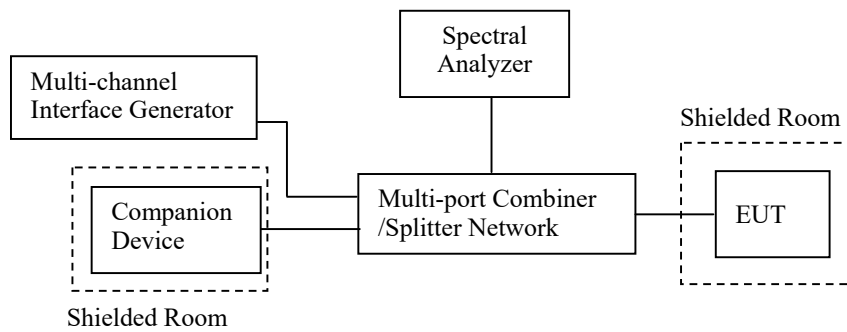 Spectral
Analyzer
Multi-channel
Interface Generator
Shielded Room
Multi-port Combiner
/Splitter Network
EUT
Companion
Device
Shielded Room